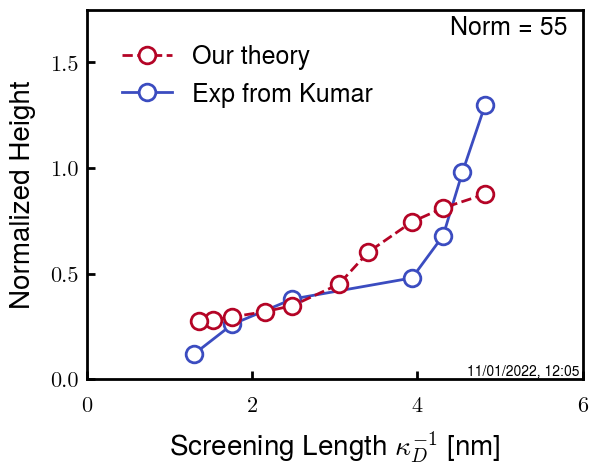 Norm = 55
Our theory
Exp from Kumar
Normalized Height
1.5
1.0
0.5
0.0
11/01/2022, 12:05
0 2 4 6
Screening Length κ_D^{-1} [nm]